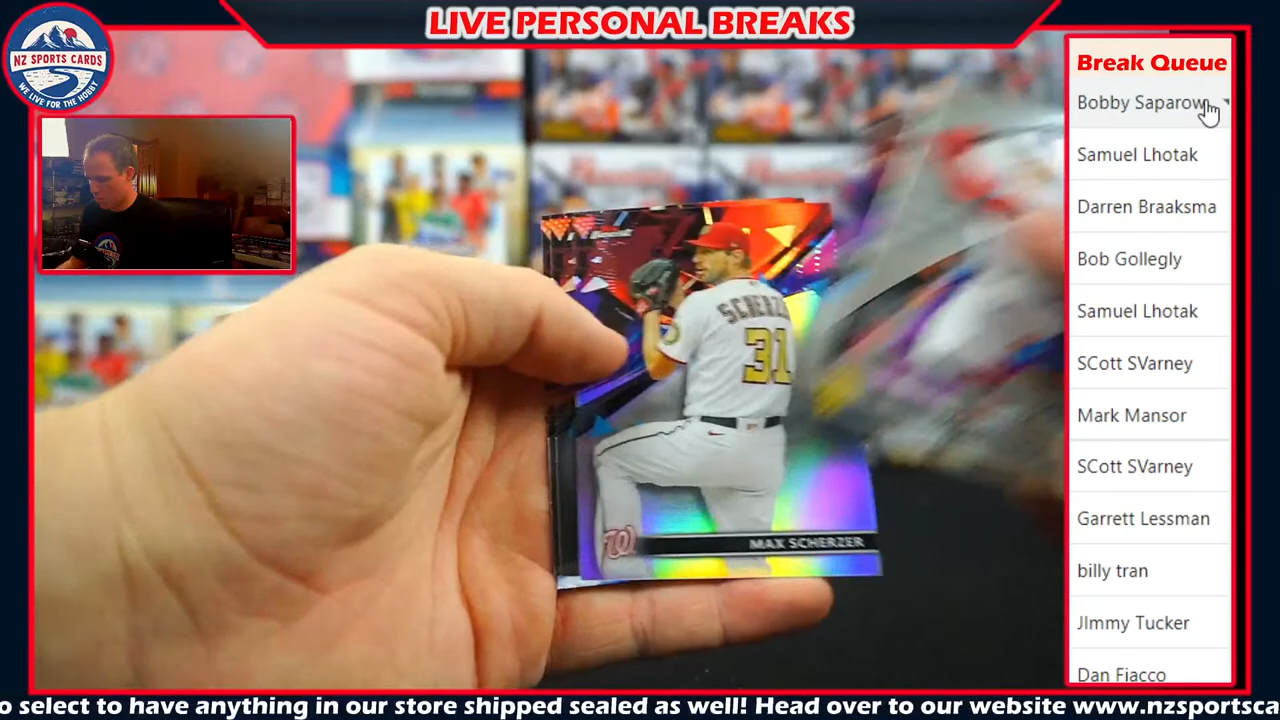 LIVE PERSONAL BREAKS
NZ SPORTS CARDS
WE LIVE FOR THE HOBBY
Break Queue
Bobby Saparow
Samuel Lhotak
Darren Braaksma
Bob Gollegly
Samuel Lhotak
SCott SVarney
Mark Mansor
SCott SVarney
Garrett Lessman
billy tran
JImmy Tucker
Dan Fiacco
SCHERZER
31
W
MAX SCHERZER
o select to have anything in our store shipped sealed as well! Head over to our website www.nzsportsca